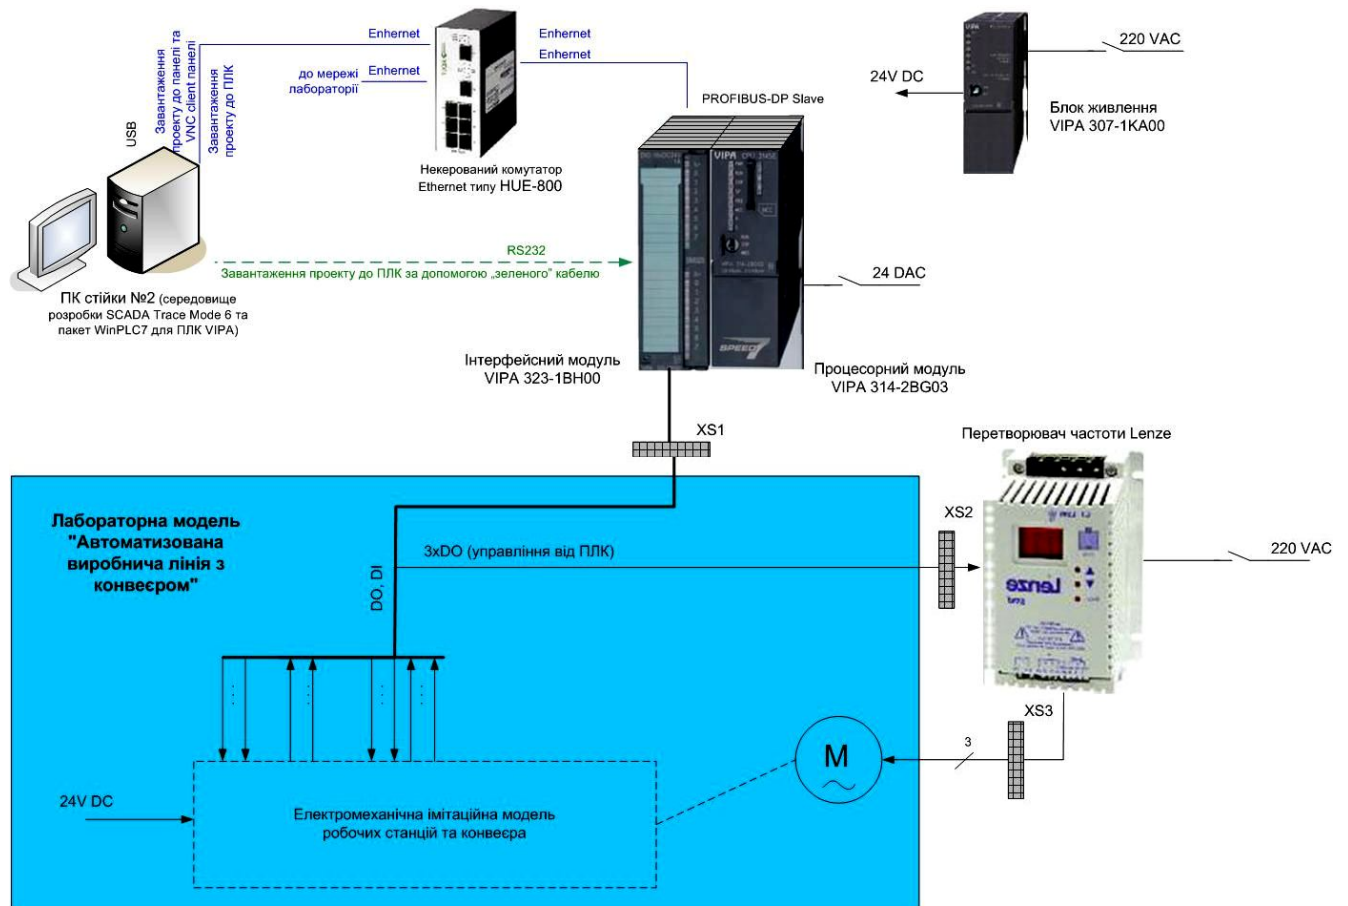 Enhernet
Enhernet
Enhernet
Enhernet
до мережі
лабораторії
Завантаження
проекту до панелі та
VNC client панелі
Завантаження
проекту до ПЛК
USB
Некерований комутатор
Ethernet типу HUE-800
PROFIBUS-DP Slave
220 VAC
24V DC
Блок живлення
VIPA 307-1KA00
VIPA
RS232
Завантаження проекту до ПЛК за допомогою „зеленого" кабелю
24 DAC
ПК стійки №2 (середовище
розробки SCADA Trace Mode 6 та
пакет WinPLC7 для ПЛК VIPA)
SPEED7
Інтерфейсний модуль
VIPA 323-1BH00
Процесорний модуль
VIPA 314-2BG03
XS1
Перетворювач частоти Lenze
Лабораторна модель
"Автоматизована
виробнича лінія з
конвеєром"
XS2
3xDO (управління від ПЛК)
DO, DI
220 VAC
Lenze
smd
XS3
3
M
24V DC
Електромеханічна імітаційна модель
робочих станцій та конвеєра